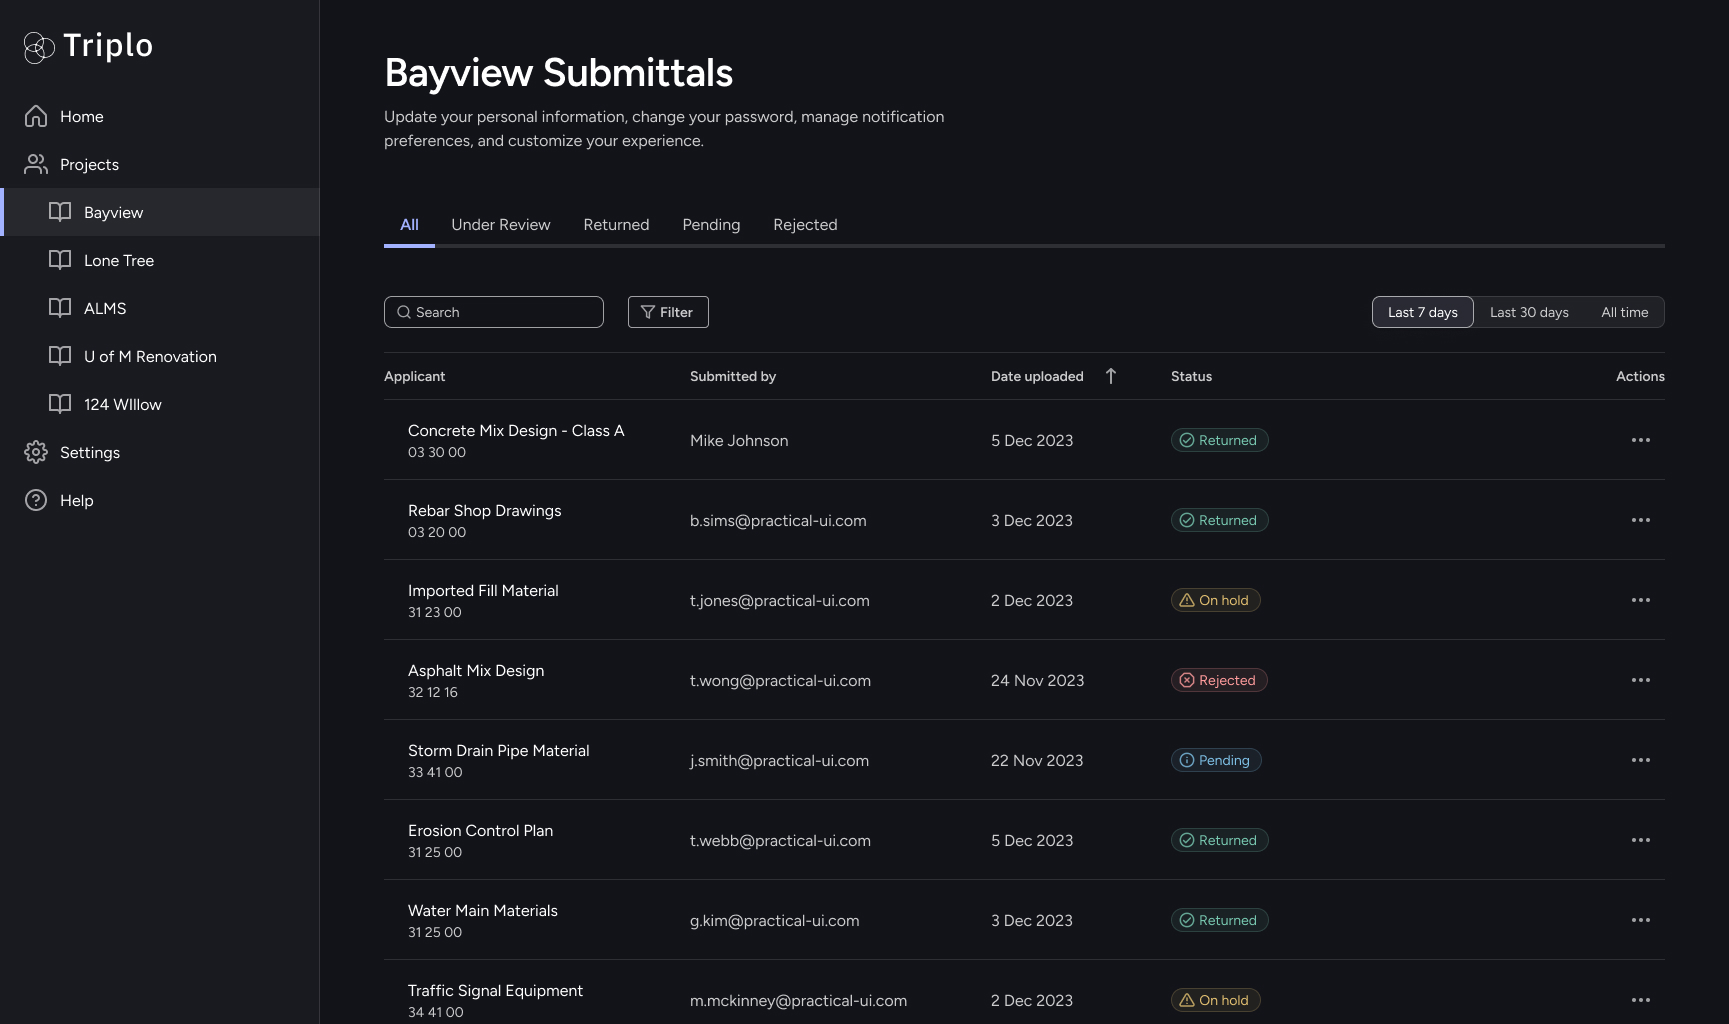 Triplo
Home
Projects
Bayview
Lone Tree
ALMS
U of M Renovation
124 WIllow
Settings
Help
Bayview Submittals
Update your personal information, change your password, manage notification
preferences, and customize your experience.
All Under Review Returned Pending Rejected
Search Filter Last 7 days Last 30 days All time
Applicant Submitted by Date uploaded Status Actions
Concrete Mix Design - Class A
03 30 00
Mike Johnson 5 Dec 2023 Returned
Rebar Shop Drawings
03 20 00
b.sims@practical-ui.com 3 Dec 2023 Returned
Imported Fill Material
31 23 00
t.jones@practical-ui.com 2 Dec 2023 On hold
Asphalt Mix Design
32 12 16
t.wong@practical-ui.com 24 Nov 2023 Rejected
Storm Drain Pipe Material
33 41 00
j.smith@practical-ui.com 22 Nov 2023 Pending
Erosion Control Plan
31 25 00
t.webb@practical-ui.com 5 Dec 2023 Returned
Water Main Materials
31 25 00
g.kim@practical-ui.com 3 Dec 2023 Returned
Traffic Signal Equipment
34 41 00
m.mckinney@practical-ui.com 2 Dec 2023 On hold